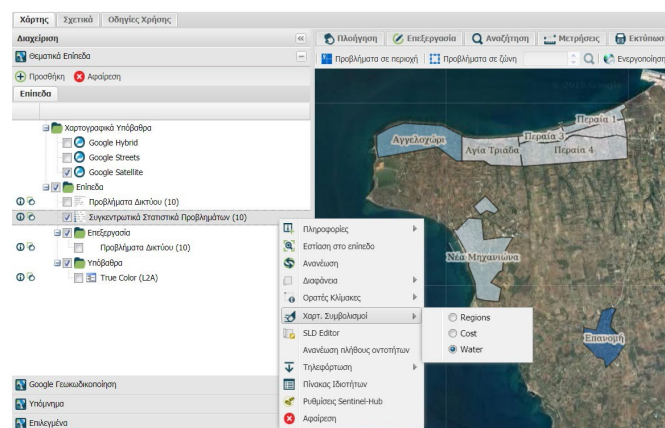 Χάρτης Σχετικά Οδηγίες Χρήσης
Διαχείριση
Πλοήγηση Επεξεργασία Αναζήτηση Μετρήσεις Εκτύπωσ
Θεματικά Επίπεδα
Προβλήματα σε περιοχή Προβλήματα σε ζώνη Ενεργοποίηση
Προσθήκη Αφαίρεση
Επίπεδα
Χαρτογραφικά Υπόβαθρα
Google Hybrid
Google Streets
Google Satellite
Επίπεδα
Προβλήματα Δικτύου (10)
Συγκεντρωτικά Στατιστικά Προβλημάτων (10)
Επεξεργασία
Προβλήματα Δικτύου (10)
Υπόβαθρα
True Color (L2A)
Google Γεωκωδικοποίηση
Υπόμνημα
Επιλεγμένα
Πληροφορίες
Εστίαση στο επίπεδο
Ανανέωση
Διαφάνεια
Ορατές Κλίμακες
Χαρτ. Συμβολισμοί
SLD Editor
Ανανέωση πλήθους οντοτήτων
Τηλεφόρτωση
Πίνακας Ιδιοτήτων
Ρυθμίσεις Sentinel-Hub
Αφαίρεση
Regions
Cost
Water
Περαία 1
Αγγελοχώρι
Περαία 3
Αγία Τριάδα
Περαία 4
Νέα Μηχανιώνα
Επανομή